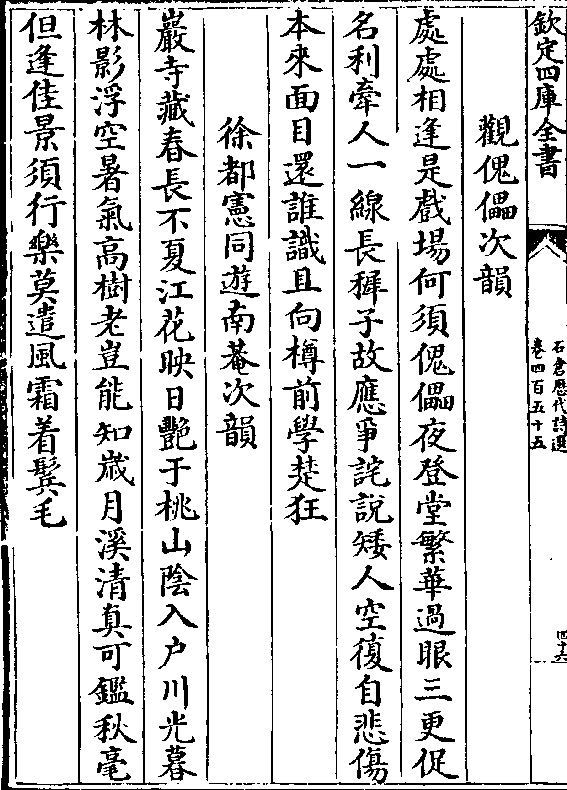 欽定四庫全書
石倉歴代詩選
卷四百五十五
四十六
觀傀儡次韻
處處相逢是戲場何須傀儡夜登堂繁華過眼三更促
名利牽人一線長穉子故應爭詫說矮人空復自悲傷
本來面目還誰識且向樽前學楚狂
徐都憲同遊南菴次韻
巖寺藏春長不夏江花映日艷于桃山隂入户川光暮
林影浮空暑氣高樹老豈能知歲月溪清真可鑑秋毫
但逢佳景須行樂莫遣風霜着鬓毛